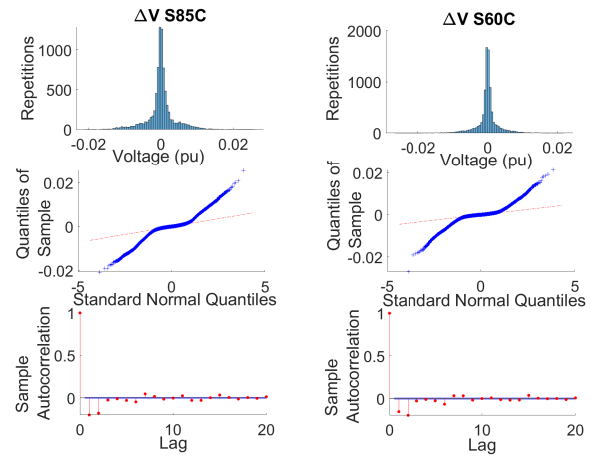 ΔV S85C
ΔV S60C
Repetitions
1000
500
0
-0.02
0
0.02
Voltage (pu)
Repetitions
2000
1000
0
-0.02
0
0.02
Voltage (pu)
Quantiles of
Sample
0.02
0
-0.02
-5
0
5
Standard Normal Quantiles
Quantiles of
Sample
0.02
0
-0.02
-5
0
5
Standard Normal Quantiles
Sample
Autocorrelation
1
0.5
0
0
10
20
Lag
Sample
Autocorrelation
1
0.5
0
0
10
20
Lag